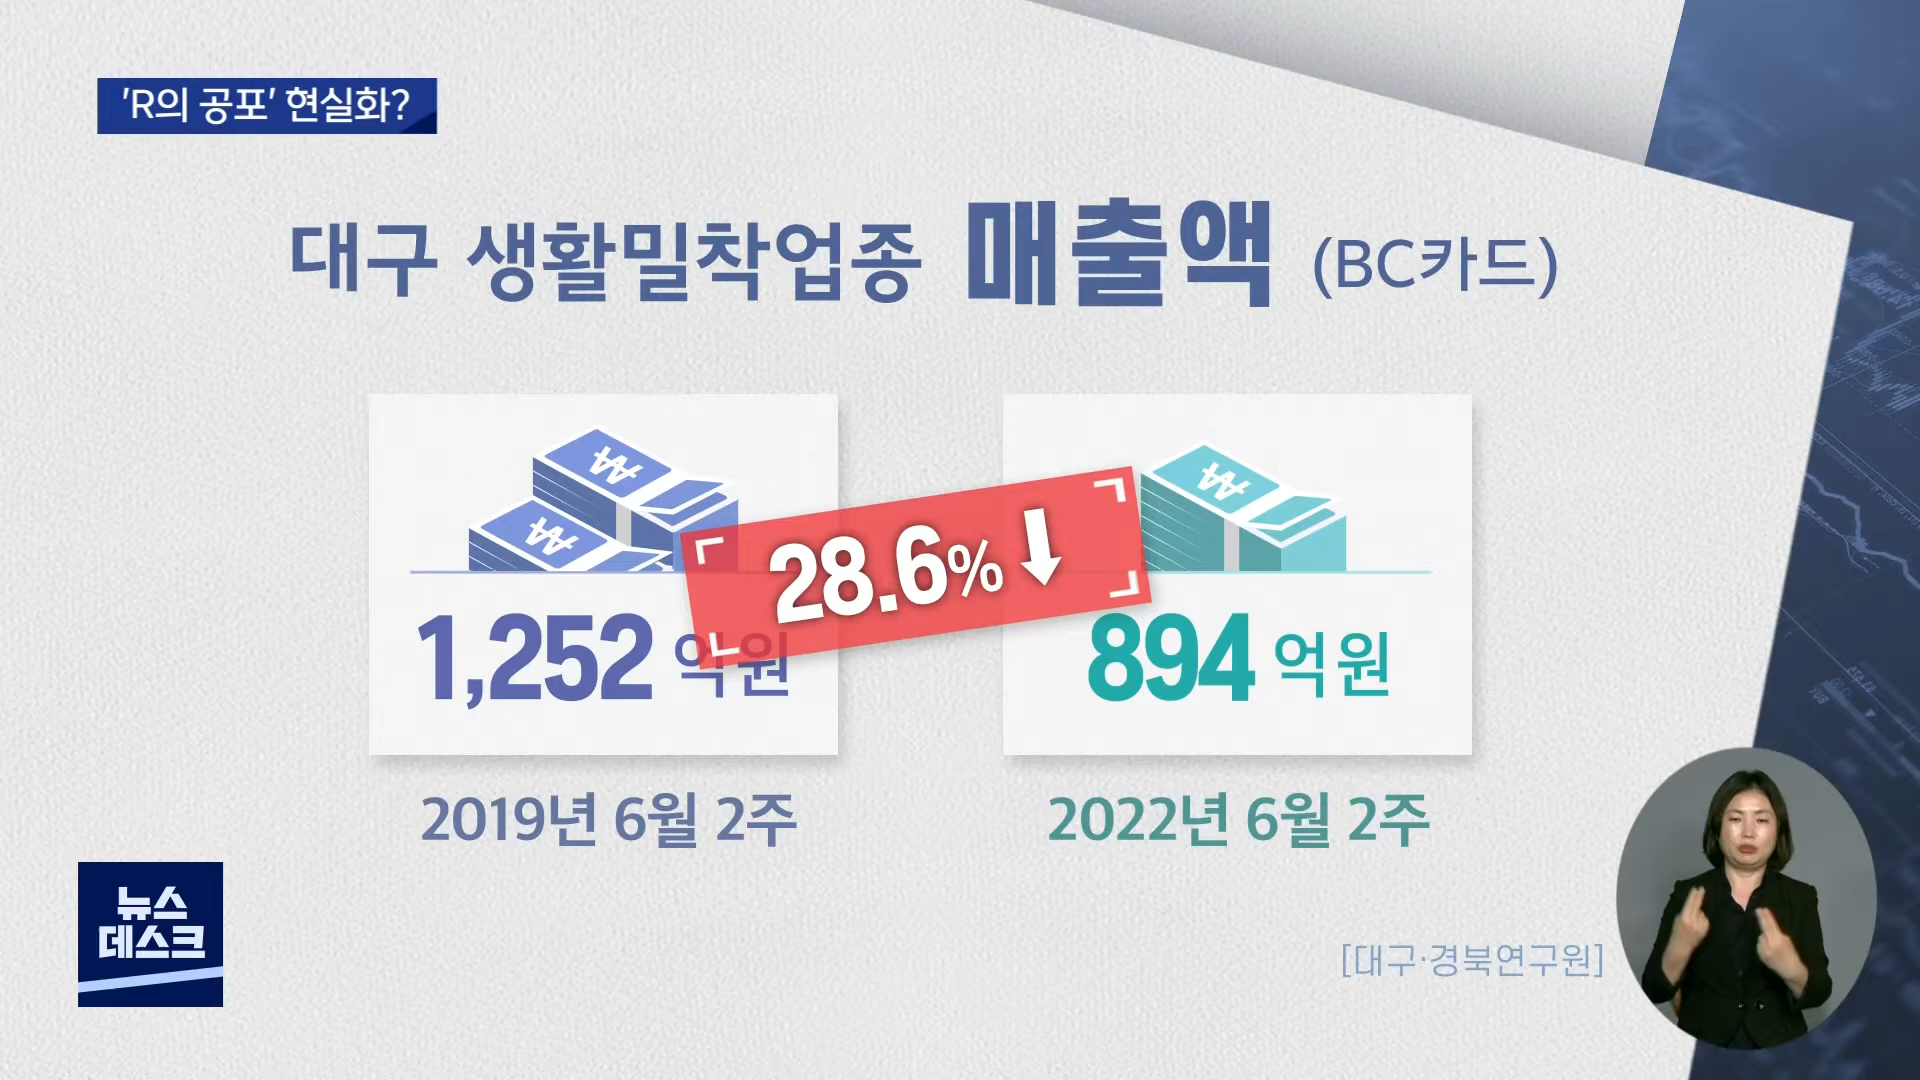 'R의 공포' 현실화?
대구 생활밀착업종 매출액 (BC카드)
28.6%⬇
1,252 억원
894 억원
2019년 6월 2주
2022년 6월 2주
뉴스
데스크
[대구·경북연구원]